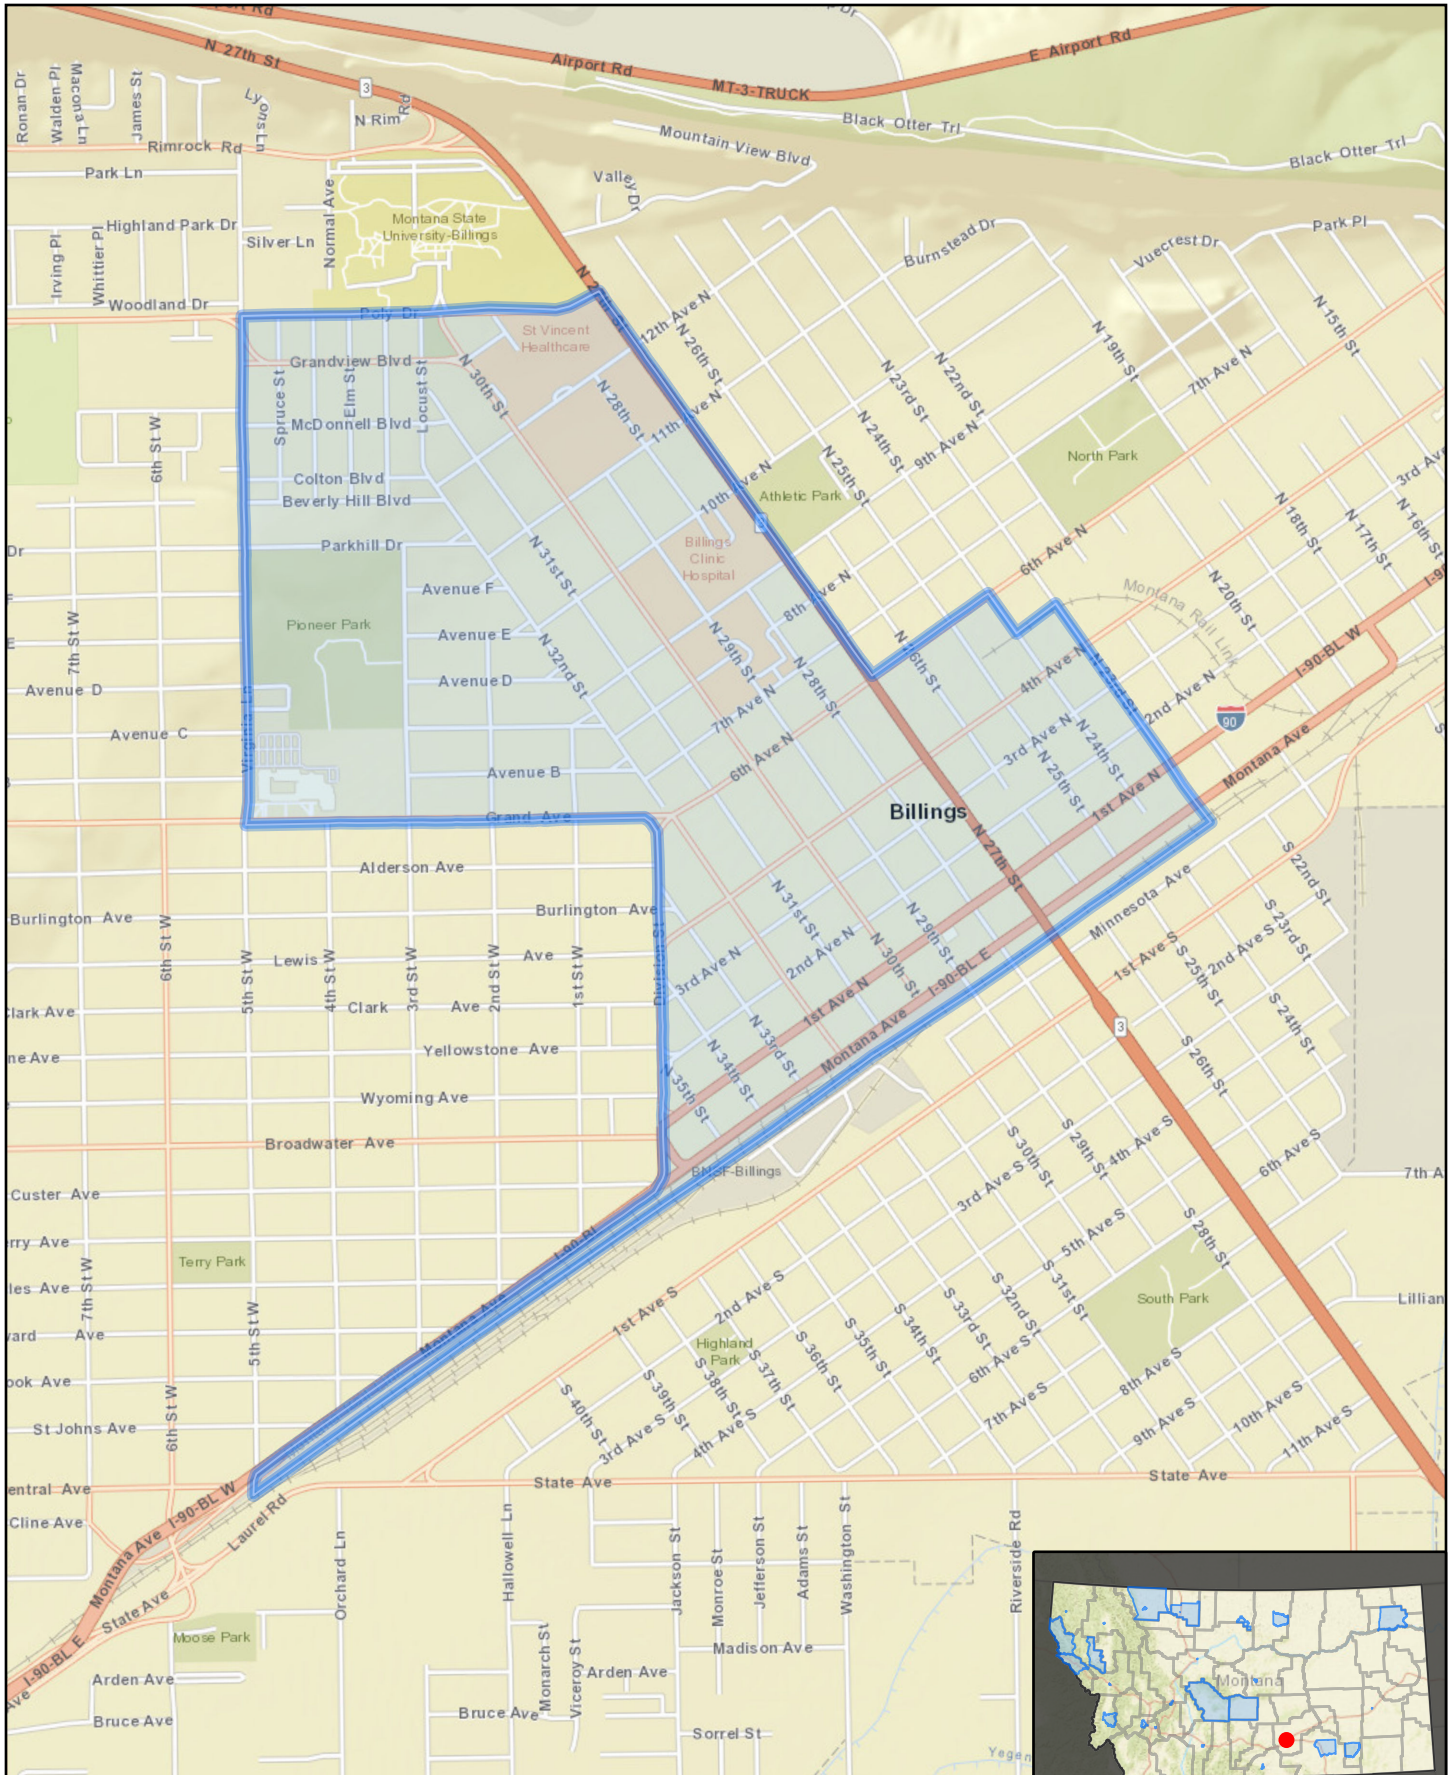 N 27th St
3
Airport Rd
MT-3-TRUCK
E Airport Rd
Ronan Dr
Walden Pl
Macona Ln
James St
Lyons Ln
N Rim Rd
Rimrock Rd
Park Ln
Black Otter Trl
Black Otter Trl
Mountain View Blvd
Valley Dr
Highland Park Dr
Normal Ave
Montana State
University-Billings
Silver Ln
Irving Pl
Whittier Pl
Woodland Dr
Burnstead Dr
Vuecrest Dr
Park Pl
Poly Dr
St Vincent
Healthcare
12th Ave N
N 26th St
N 15th St
N 19th St
7th Ave N
N 22nd St
N 23rd St
Grandview Blvd
Spruce St
Elm St
Locust St
N 30th St
N 28th St
McDonnell Blvd
11th Ave N
N 24th St
9th Ave N
North Park
3rd Ave
6th St W
Colton Blvd
Beverly Hill Blvd
10th Ave N
Athletic Park
N 25th St
N 18th St
N 17th St
N 16th St
Dr
Parkhill Dr
N 31st St
Billings
Clinic
Hospital
6th Ave N
Avenue F
8th Ave N
Montana Rail Link
N 20th St
7th St W
Pioneer Park
Avenue E
N 32nd St
N 29th St
N 28th St
N 26th St
4th Ave N
N 23rd St
I-90-BL W
Avenue D
Avenue D
7th Ave N
2nd Ave N
90
Virginia Ln
Avenue C
6th Ave N
3rd Ave N
N 24th St
N 25th St
Montana Ave
Avenue B
1st Ave N
Grand Ave
Billings
N 27th St
Alderson Ave
Minnesota Ave
S 22nd St
Burlington Ave
Burlington Ave
N 31st St
N 29th St
S 23rd St
6th St W
5th St W
4th St W
3rd St W
2nd St W
1st St W
Division St
Lewis
Ave
3rd Ave N
2nd Ave N
N 30th St
I-90-BL E
1st Ave S
S 25th St
2nd Ave S
S 24th St
Clark Ave
Clark
Ave
1st Ave N
Montana Ave
3
Yellowstone Ave
N 33rd St
N 34th St
N 35th St
S 26th St
Wyoming Ave
Broadwater Ave
BNSF-Billings
S 30th St
S 29th St
4th Ave S
6th Ave S
7th A
Custer Ave
3rd Ave S
5th Ave S
S 28th St
rry Ave
Terry Park
les Ave
7th St W
S 31st St
S 32nd St
S 33rd St
South Park
Lillian
5th St W
Montana Ave
1st Ave S
2nd Ave S
Highland
Park
S 34th St
S 35th St
S 36th St
6th Ave S
ard Ave
ook Ave
S 37th St
S 38th St
S 39th St
S 40th St
7th Ave S
8th Ave S
St Johns Ave
6th St W
3rd Ave S
4th Ave S
9th Ave S
10th Ave S
11th Ave S
entral Ave
I-90-BL W
State Ave
State Ave
Cline Ave
Laurel Rd
Montana Ave
State Ave
Orchard Ln
Hallowell Ln
Jackson St
Monroe St
Jefferson St
Adams St
Washington St
Riverside Rd
Moose Park
I-90-BL E
Ave
Monarch St
Viceroy St
Madison Ave
Arden Ave
Arden Ave
Bruce Ave
Bruce Ave
Sorrel St
Yegen
Montana